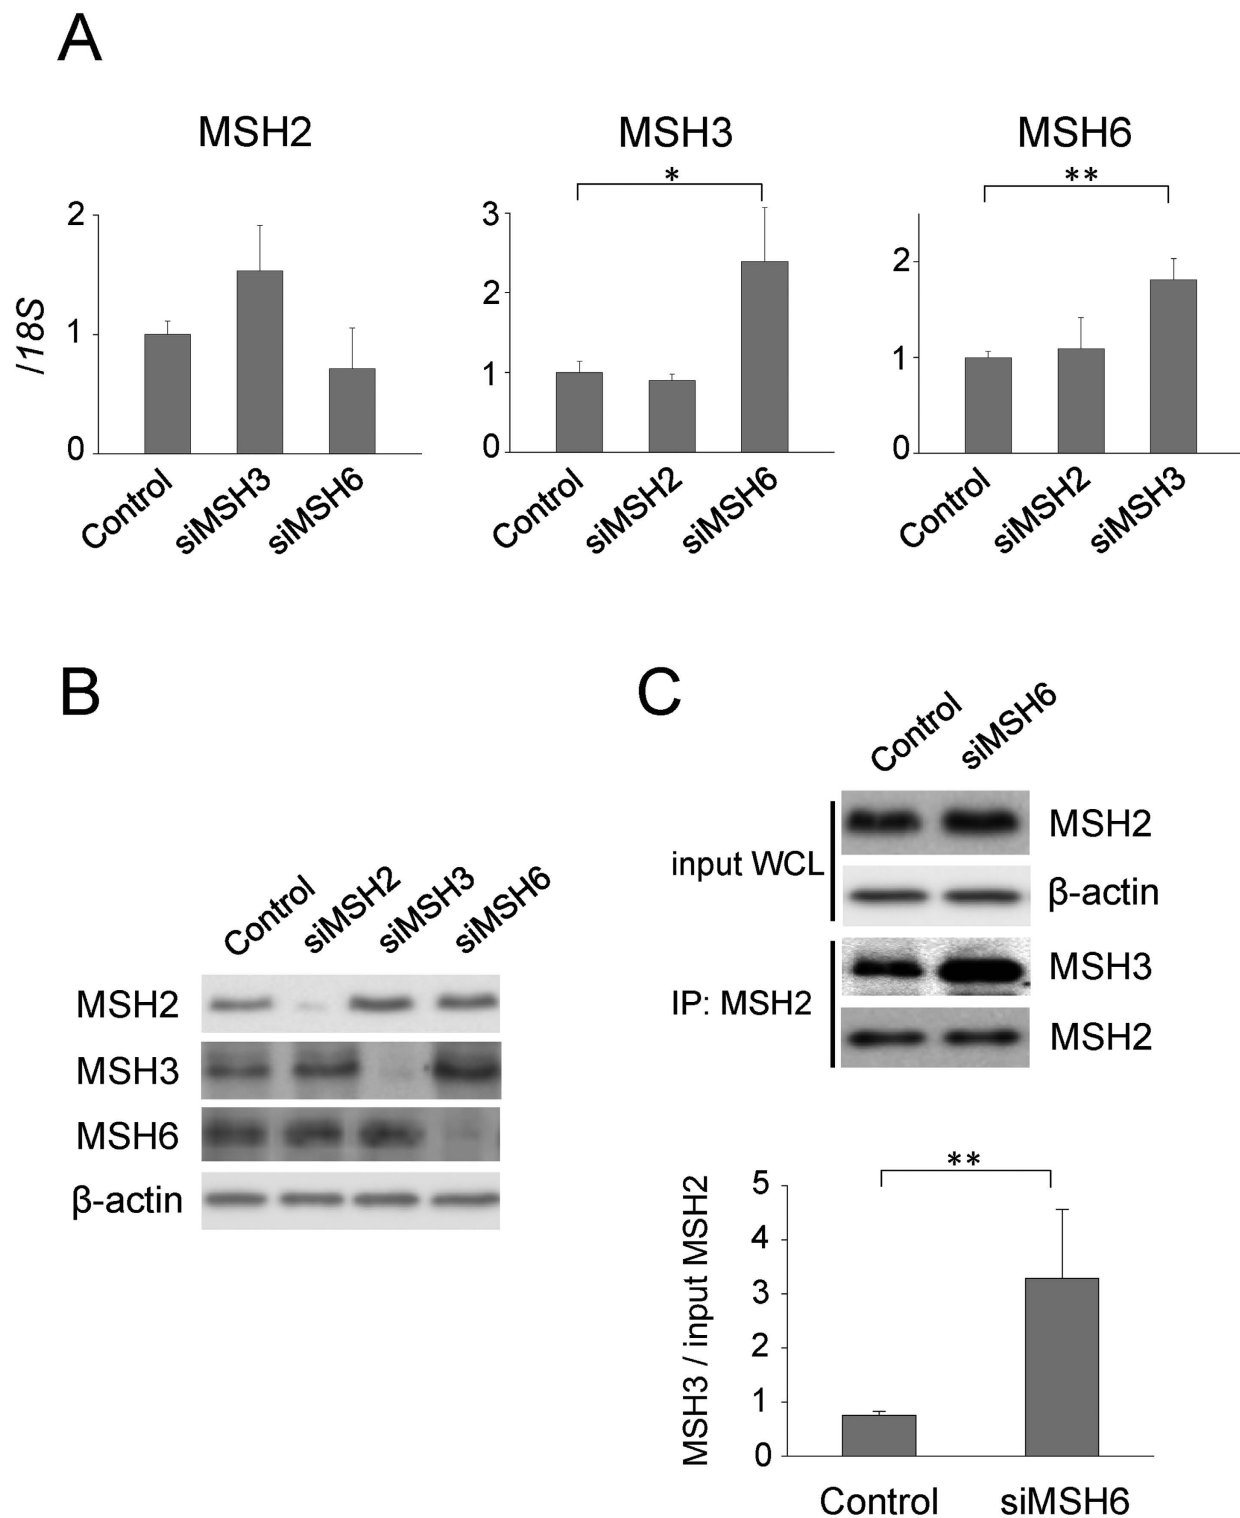 A
MSH2
MSH3
MSH6
*
**
/18S
2
1
0
3
2
1
0
2
1
0
Control
siMSH3
siMSH6
Control
siMSH2
siMSH6
Control
siMSH2
siMSH3
B
Control
siMSH2
siMSH3
siMSH6
MSH2
MSH3
MSH6
β-actin
C
Control
siMSH6
input WCL
MSH2
β-actin
IP: MSH2
MSH3
MSH2
**
MSH3 / input MSH2
5
4
3
2
1
0
Control
siMSH6